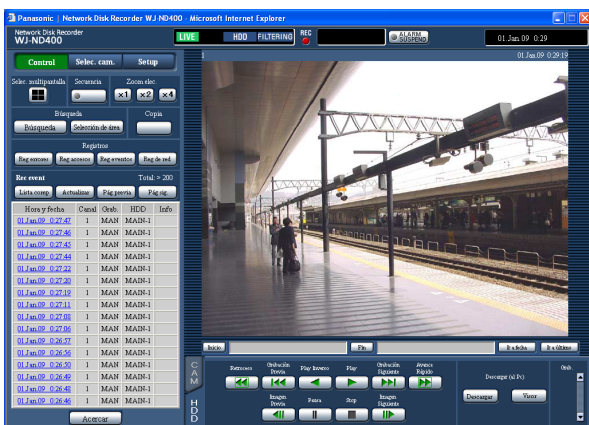 Panasonic | Network Disk Recorder WJ-ND400 - Microsoft Internet Explorer
Network Disk Recorder
WJ-ND400
LIVE HDD FILTERING REC ALARM SUSPEND 01 Jan.09 0:29
Control Selec. cam. Setup
Selec. multipantalla Secuencia Zoom elec.
x1 x2 x4
Búsqueda Copia
Búsqueda Selección de área
Registros
Reg errores Reg accesos Reg eventos Reg de red
Rec event Total: > 200
Lista comp Actualizar Pág previa Pág sig.
Hora y fecha Canal Grab. HDD Info
01 Jan.09 0:27:47 1 MAN MAIN-1
01 Jan.09 0:27:46 1 MAN MAIN-1
01 Jan.09 0:27:45 1 MAN MAIN-1
01 Jan.09 0:27:44 1 MAN MAIN-1
01 Jan.09 0:27:22 1 MAN MAIN-1
01 Jan.09 0:27:20 1 MAN MAIN-1
01 Jan.09 0:27:19 1 MAN MAIN-1
01 Jan.09 0:27:11 1 MAN MAIN-1
01 Jan.09 0:27:08 1 MAN MAIN-1
01 Jan.09 0:27:06 1 MAN MAIN-1
01 Jan.09 0:26:57 1 MAN MAIN-1
01 Jan.09 0:26:56 1 MAN MAIN-1
01 Jan.09 0:26:50 1 MAN MAIN-1
01 Jan.09 0:26:49 1 MAN MAIN-1
01 Jan.09 0:26:48 1 MAN MAIN-1
01 Jan.09 0:26:46 1 MAN MAIN-1
Acercar
1 01 Jan.09 0:29:19
Inicio Fin Ir a fecha Ir a último
CAM
HDD
Retroceso Grabación Previa Play Inverso Play Grabación Siguiente Avance Rápido
Imagen Previa Pausa Stop Imagen Siguiente
Descargar (al Pc)
Descargar Visor
Grab.